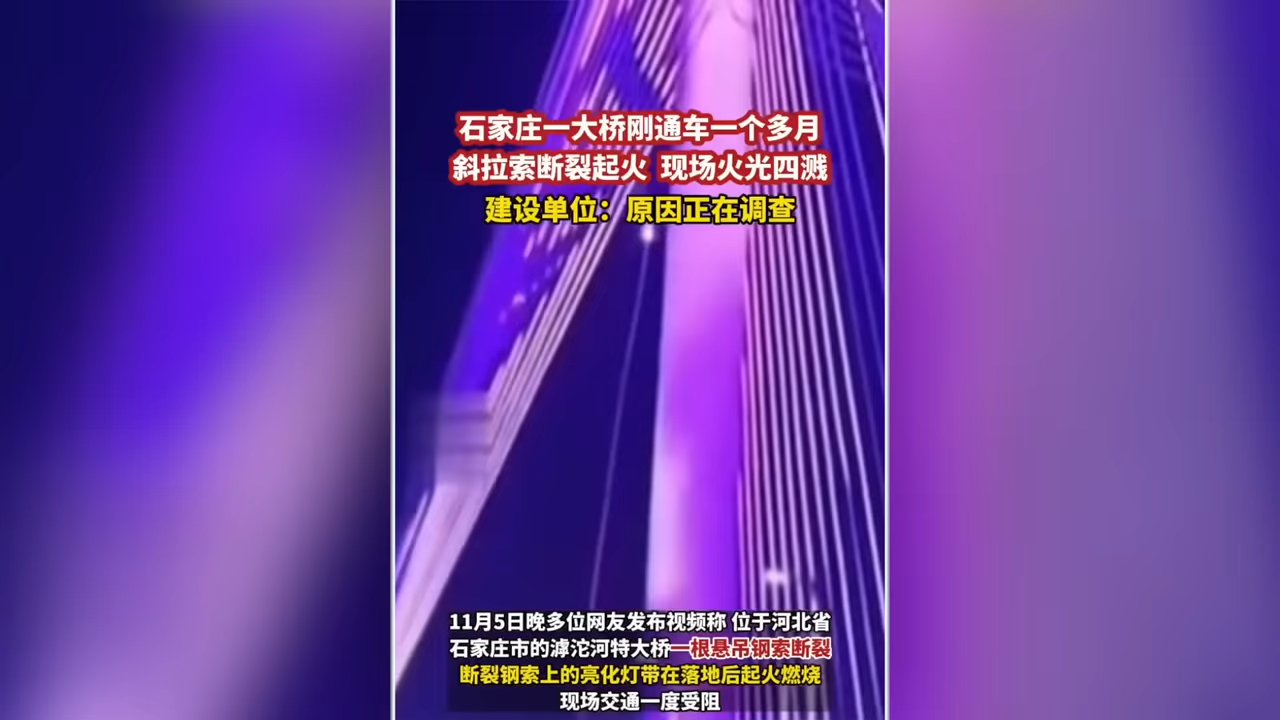 石家庄一大桥刚通车一个多月
斜拉索断裂起火 现场火光四溅
建设单位：原因正在调查
11月5日晚多位网友发布视频称 位于河北省
石家庄市的滹沱河特大桥一根悬吊钢索断裂
断裂钢索上的亮化灯带在落地后起火燃烧
现场交通一度受阻